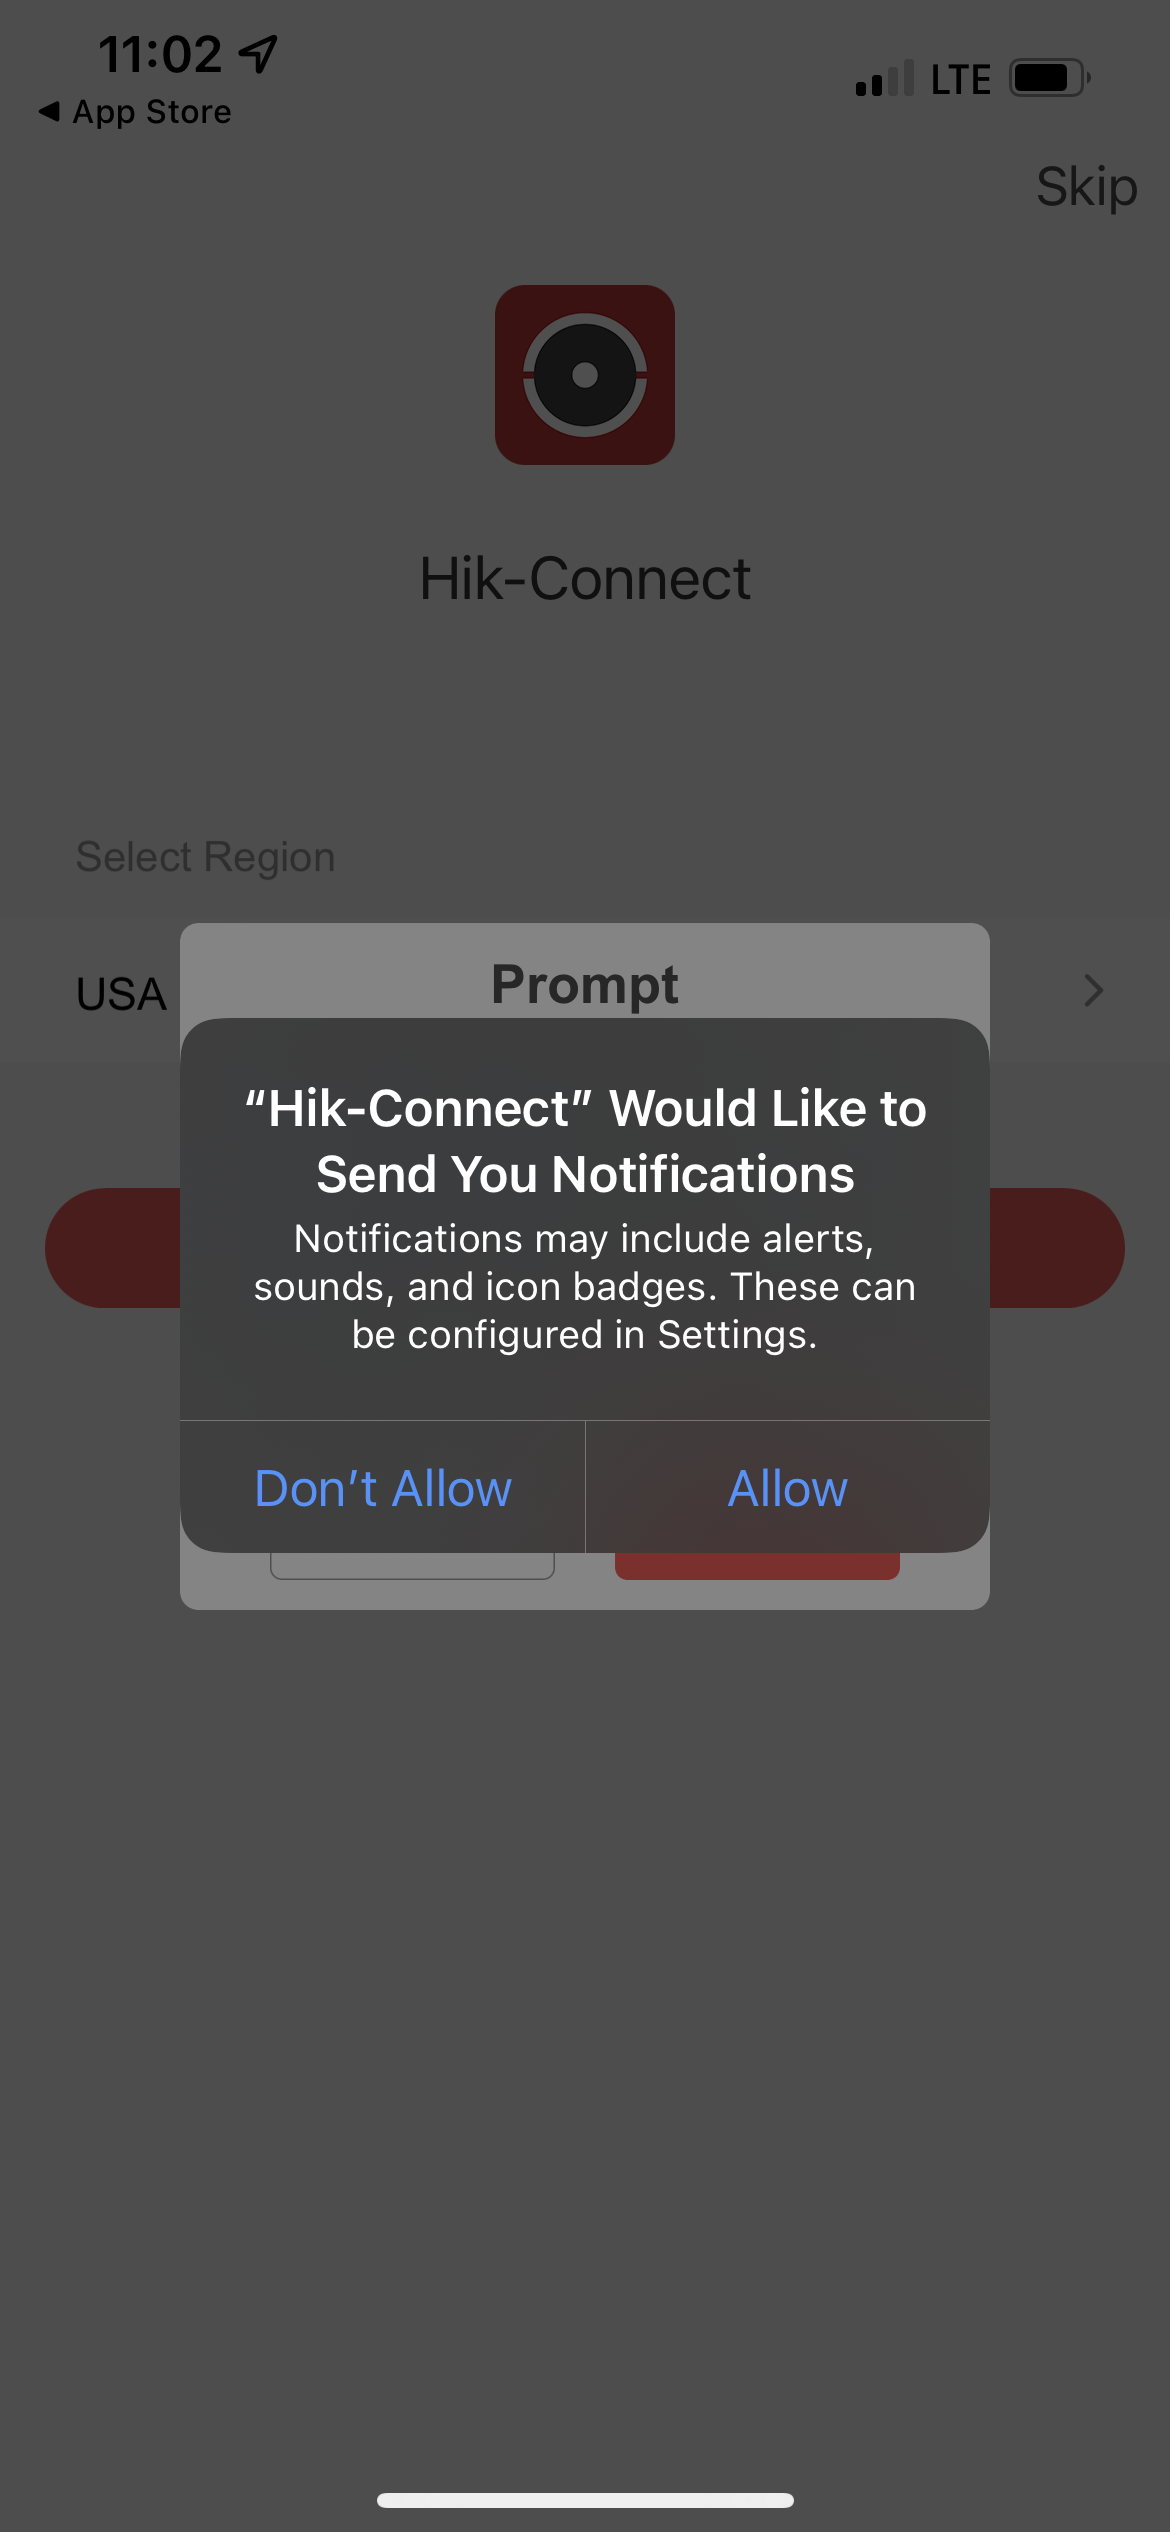 11:02
LTE
App Store
Skip
Hik-Connect
Select Region
USA
Prompt
“Hik-Connect” Would Like to
Send You Notifications
Notifications may include alerts,
sounds, and icon badges. These can
be configured in Settings.
Don’t Allow
Allow